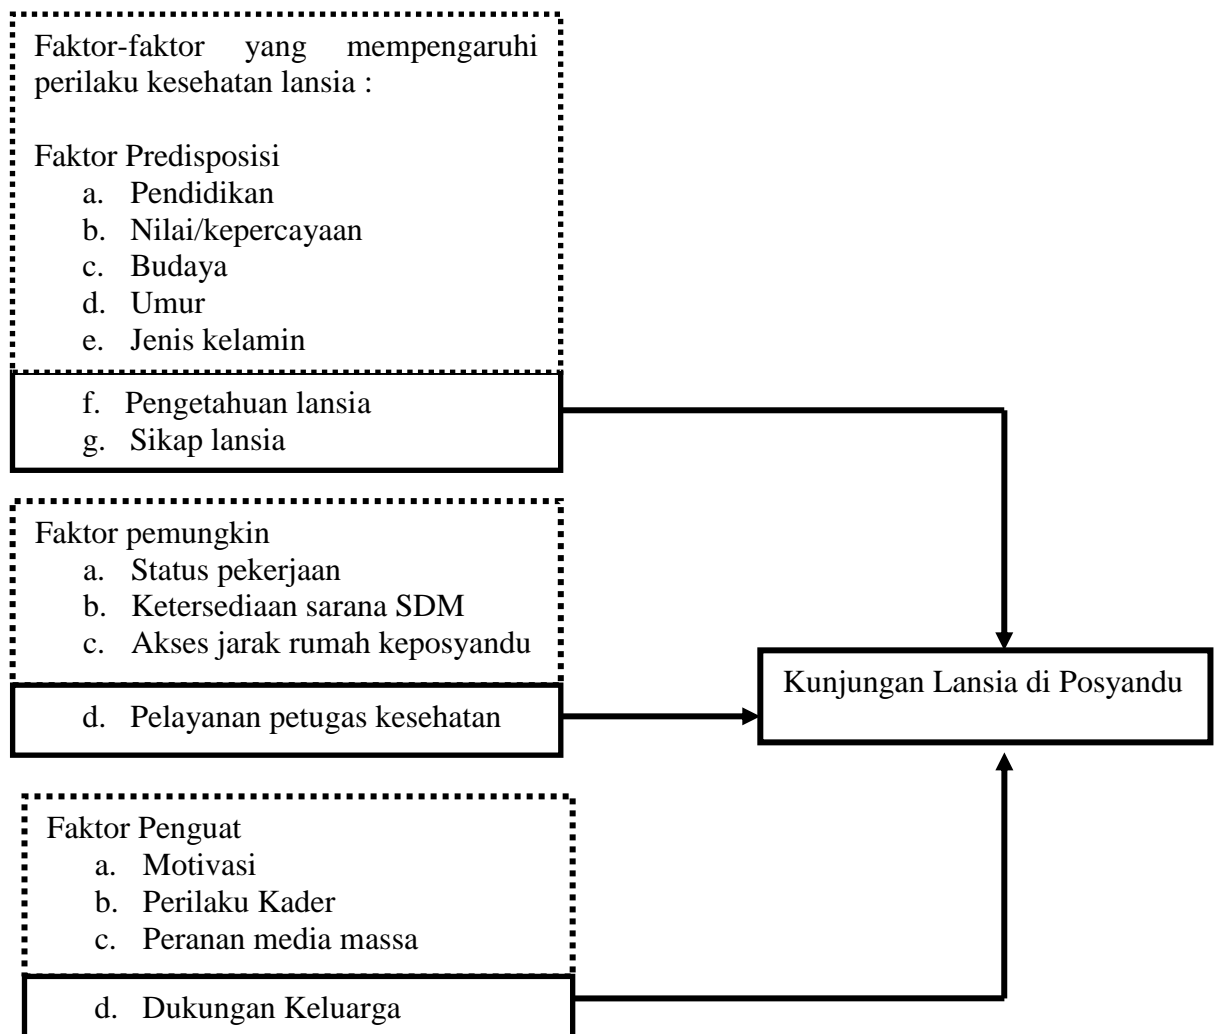 Faktor-faktor yang mempengaruhi
perilaku kesehatan lansia :
Faktor Predisposisi
a. Pendidikan
b. Nilai/kepercayaan
c. Budaya
d. Umur
e. Jenis kelamin
f. Pengetahuan lansia
g. Sikap lansia
Faktor pemungkin
a. Status pekerjaan
b. Ketersediaan sarana SDM
c. Akses jarak rumah keposyandu
d. Pelayanan petugas kesehatan
Kunjungan Lansia di Posyandu
Faktor Penguat
a. Motivasi
b. Perilaku Kader
c. Peranan media massa
d. Dukungan Keluarga